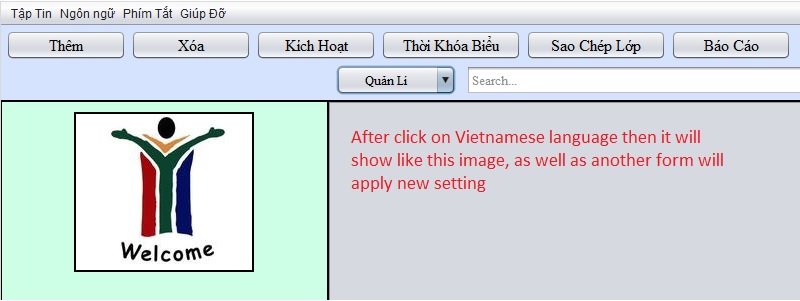 Tập Tin Ngôn ngữ Phím Tắt Giúp Đỡ
Thêm Xóa Kich Hoạt Thời Khóa Biểu Sao Chép Lớp Báo Cáo
Quản Lí Search...
After click on Vietnamese language then it will
show like this image, as well as another form will
apply new setting
Welcome